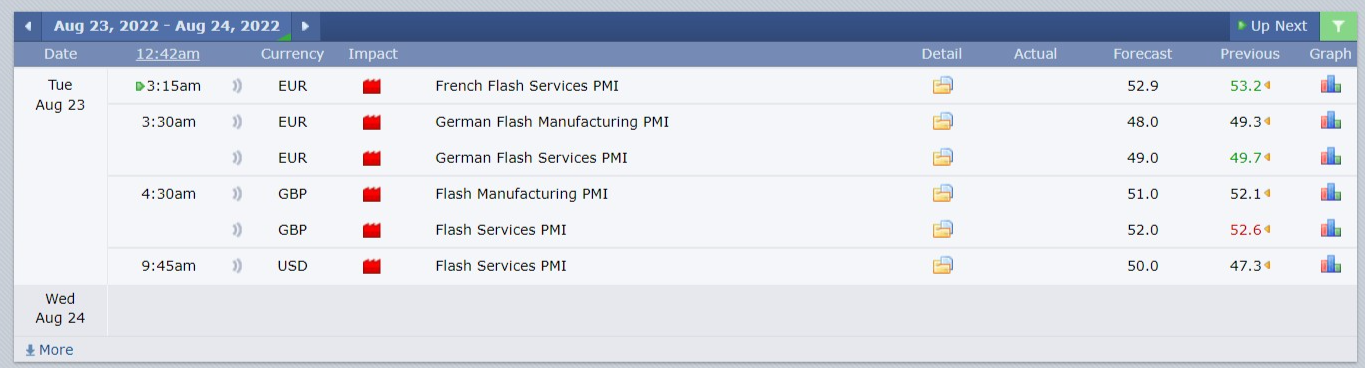 Aug 23, 2022 - Aug 24, 2022 Up Next
Date 12:42am Currency Impact Detail Actual Forecast Previous Graph
Tue
Aug 23
3:15am EUR French Flash Services PMI 52.9 53.2
3:30am EUR German Flash Manufacturing PMI 48.0 49.3
EUR German Flash Services PMI 49.0 49.7
4:30am GBP Flash Manufacturing PMI 51.0 52.1
GBP Flash Services PMI 52.0 52.6
9:45am USD Flash Services PMI 50.0 47.3
Wed
Aug 24
More